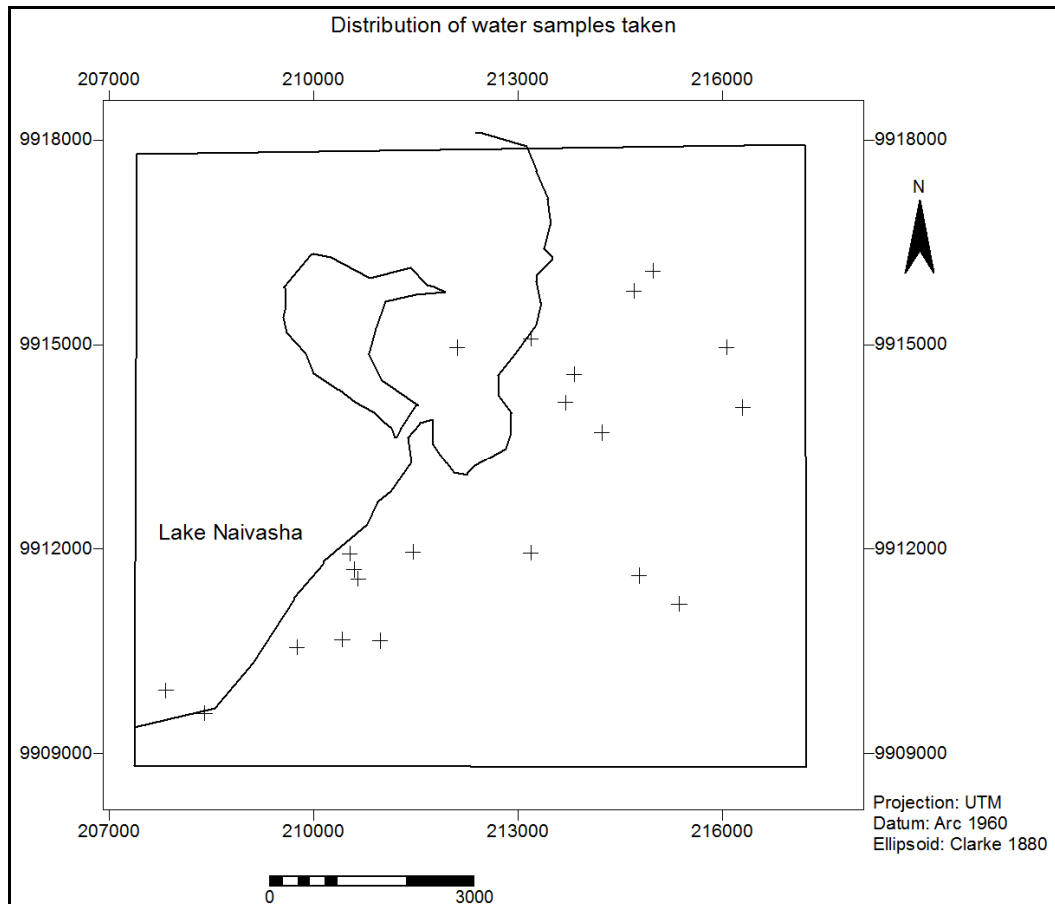 Distribution of water samples taken
207000 210000 213000 216000
9918000 9918000
N
9915000 9915000
Lake Naivasha
9912000 9912000
9909000 9909000
Projection: UTM
207000 210000 213000 216000
Datum: Arc 1960
Ellipsoid: Clarke 1880
0 3000